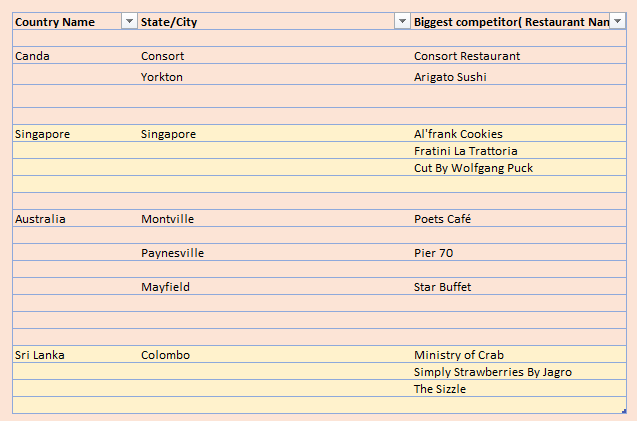 Country Name State/City Biggest competitor( Restaurant Nam
Canda Consort Consort Restaurant
Yorkton Arigato Sushi
Singapore Singapore Al'frank Cookies
Fratini La Trattoria
Cut By Wolfgang Puck
Australia Montville Poets Café
Paynesville Pier 70
Mayfield Star Buffet
Sri Lanka Colombo Ministry of Crab
Simply Strawberries By Jagro
The Sizzle